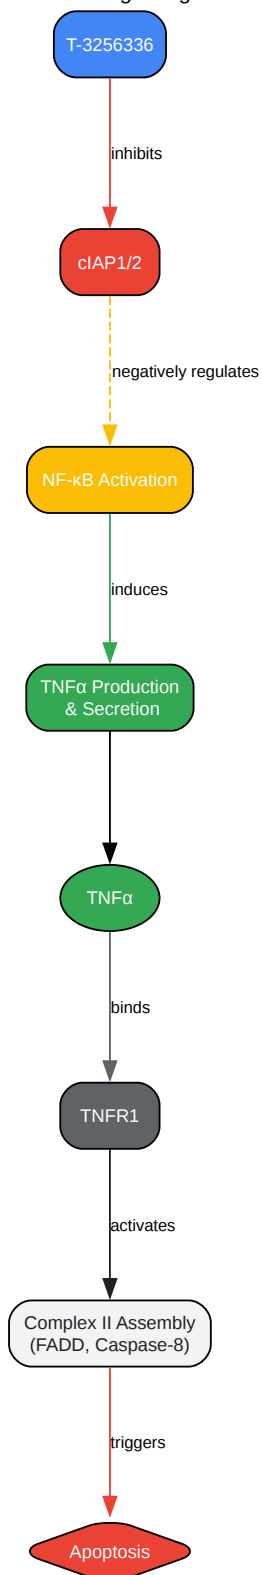 T-3256336
inhibits
cIAP1/2
negatively regulates
NF-κB Activation
induces
TNFα Production
& Secretion
TNFα
binds
TNFR1
activates
Complex II Assembly
(FADD, Caspase-8)
triggers
Apoptosis